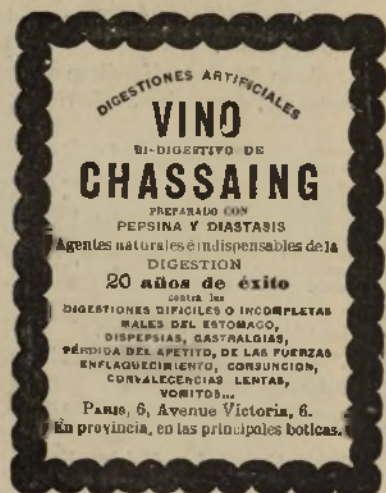 DIGESTIONES ARTIFICIALES
VINO
BI-DIGESTIVO DE
CHASSAING
PREPARADO CON
PEPSINA Y DIASTASIS
Agentes naturales é indispensables de la
DIGESTION
20 años de éxito
contra las
DIGESTIONES DIFICILES O INCOMPLETAS
MALES DEL ESTOMAGO,
DISPEPSIAS, GASTRALGIAS,
PÉRDIDA DEL APETITO, DE LAS FUERZAS
ENFLAQUECIMIENTO, CONSUNCION,
CONVALECENCIAS LENTAS,
VOMITOS...
PARIS, 6, Avenue Victoria, 6.
En provincia, en las principales boticas.